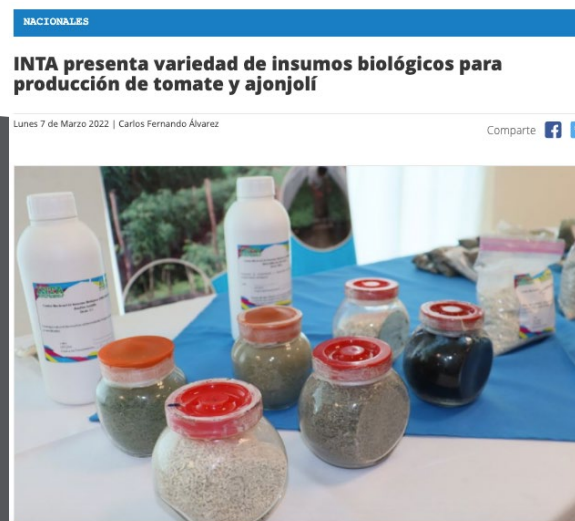 NACIONALES
INTA presenta variedad de insumos biológicos para
producción de tomate y ajonjolí
Lunes 7 de Marzo 2022 | Carlos Fernando Álvarez
Comparte